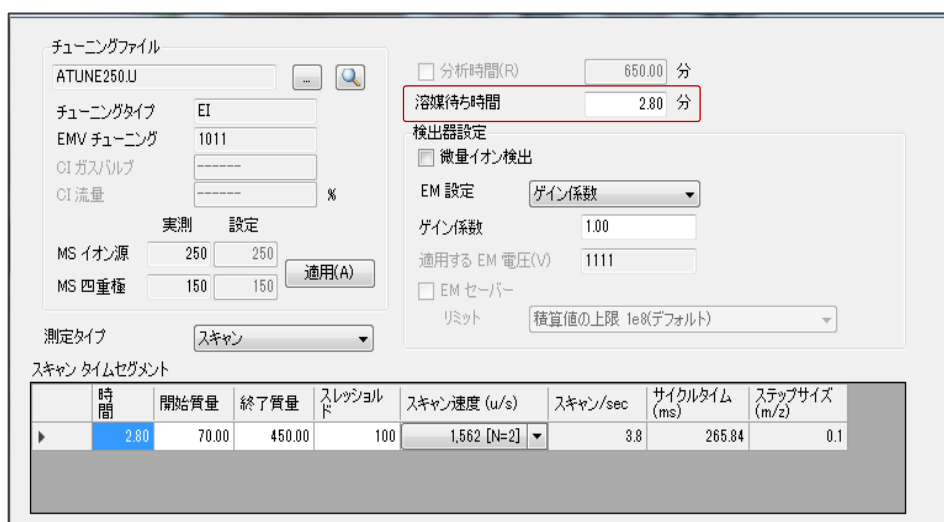 チューニングファイル
ATUNE250.U ...
チューニングタイプ EI
EMV チューニング 1011
CI ガスバルブ ------
CI 流量 ------ %
実測 設定
MS イオン源 250 250
適用(A)
MS 四重極 150 150
測定タイプ スキャン
分析時間(R) 650.00 分
溶媒待ち時間 2.80 分
検出器設定
微量イオン検出
EM 設定 ゲイン係数
ゲイン係数 1.00
適用する EM 電圧(V) 1111
EM セーバー
リミット 積算値の上限 1e8(デフォルト)
スキャン タイムセグメント
時間 開始質量 終了質量 スレッショルド スキャン速度 (u/s) スキャン/sec サイクルタイム (ms) ステップサイズ (m/z)
2.80 70.00 450.00 100 1,562 [N=2] 3.8 265.84 0.1